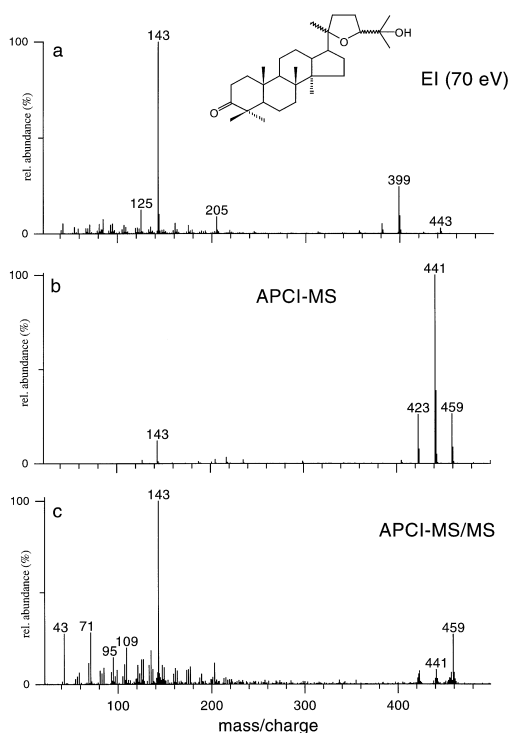 100
143
a
O
OH
O
EI (70 eV)
rel. abundance (%)
399
125
205
443
0
100
441
b
APCI-MS
rel. abundance (%)
423
459
143
0
100
143
c
APCI-MS/MS
rel. abundance (%)
43
71
459
109
95
441
0
100
200
300
400
mass/charge